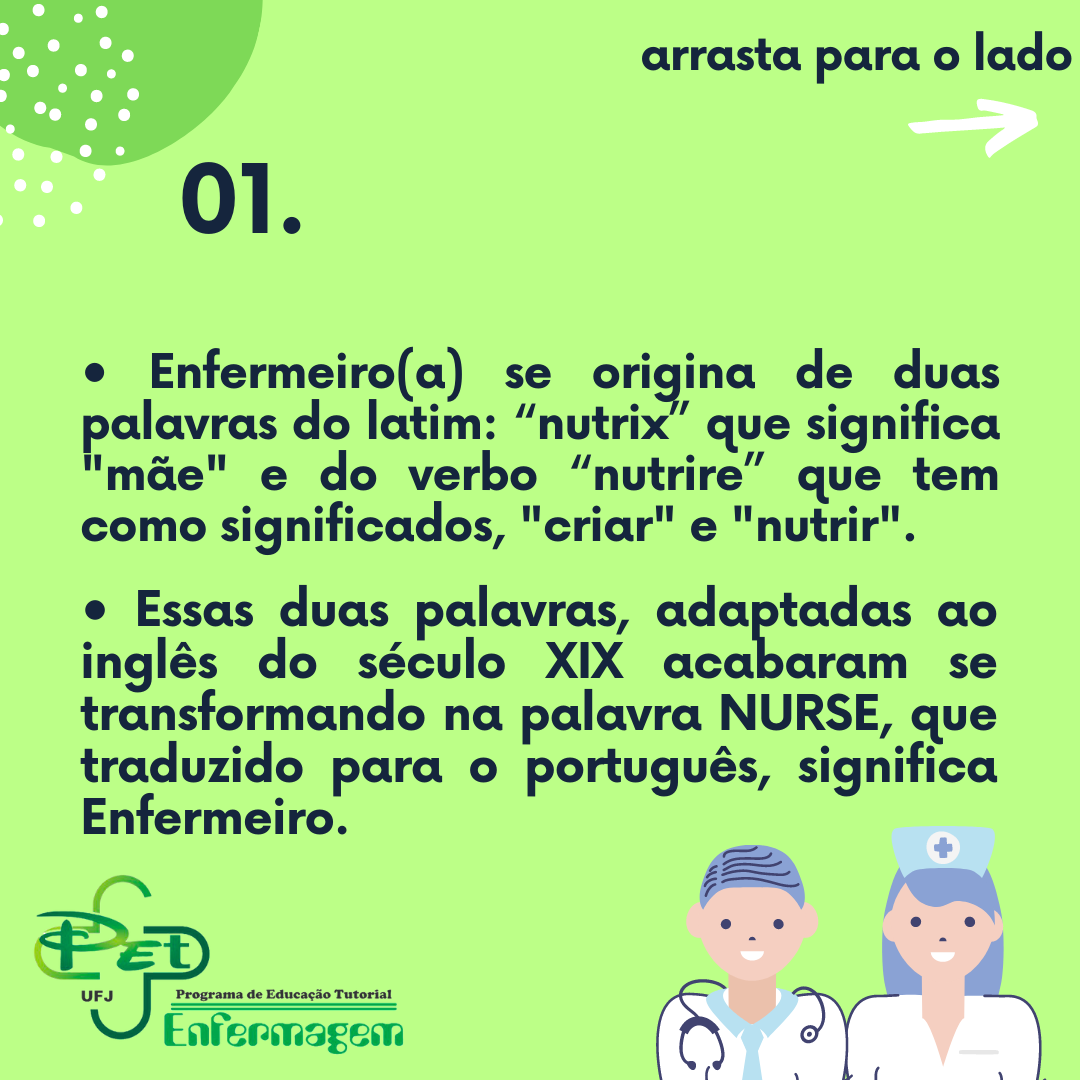 arrasta para o lado
01.
• Enfermeiro(a) se origina de duas
palavras do latim: “nutrix” que significa
"mãe" e do verbo “nutrire” que tem
como significados, "criar" e "nutrir".
• Essas duas palavras, adaptadas ao
inglês do século XIX acabaram se
transformando na palavra NURSE, que
traduzido para o português, significa
Enfermeiro.
Pet
UFJ
Programa de Educação Tutorial
Enfermagem